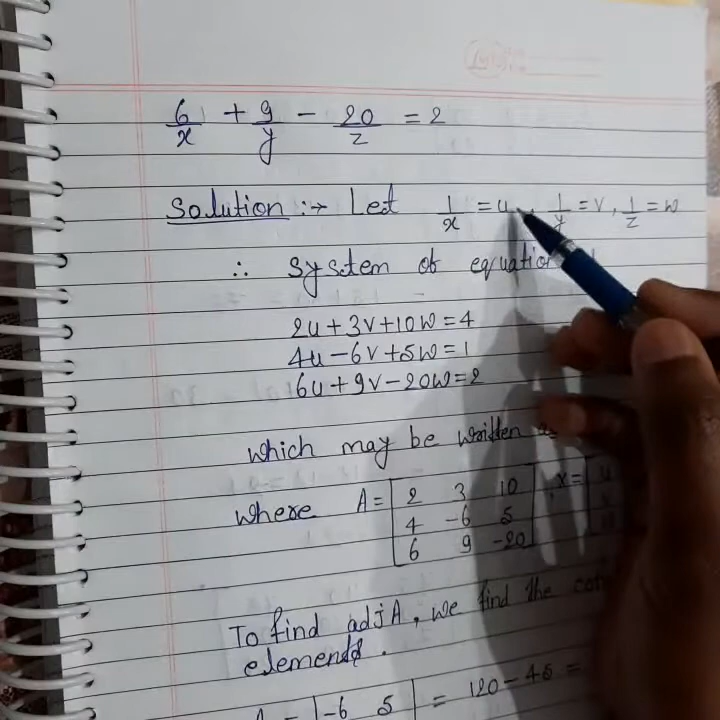 6/x + 9/y - 20/z = 2
Solution :→ Let 1/x = u, 1/y = v, 1/z = w
∴ system of equation
2u+3v+10w=4
4u-6v+5w=1
6u+9v-20w=2
which may be written
where A = [2 3 10
4 -6 5
6 9 -20], x =
To find adjA, we find the
elements.
|-6 5| = 120-45 =